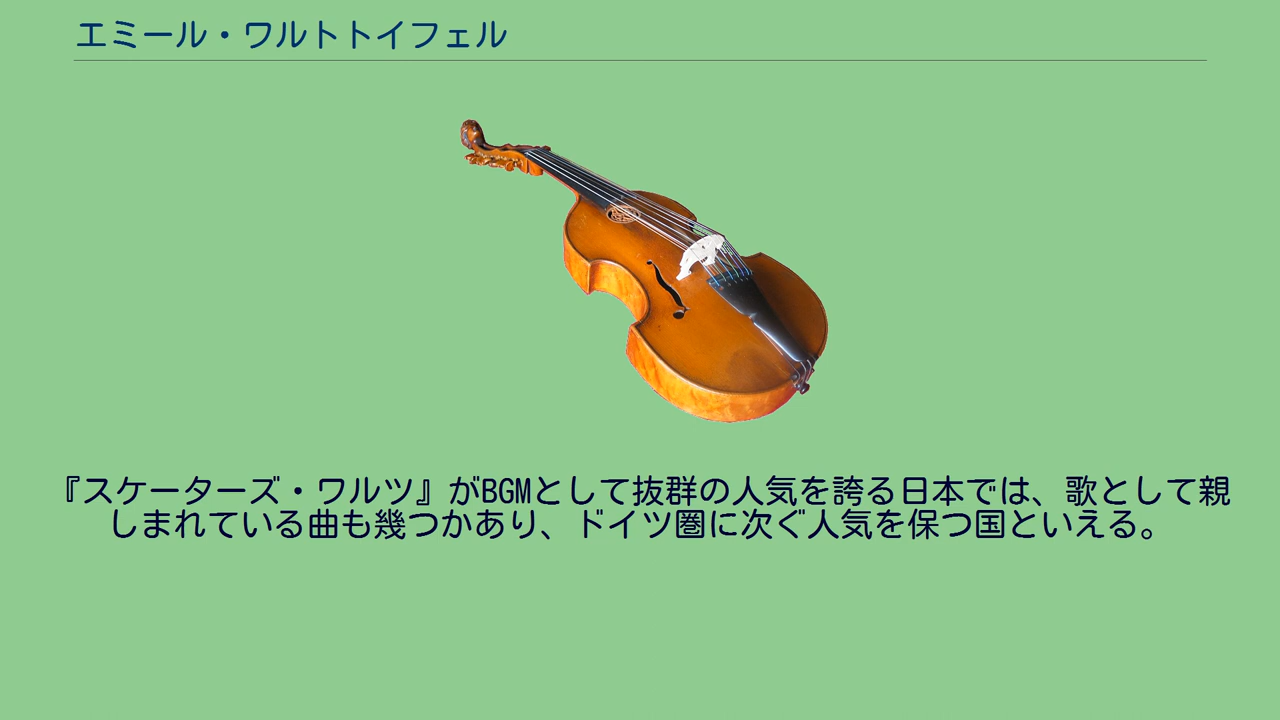 エミール・ワルトトイフェル
『スケーターズ・ワルツ』がBGMとして抜群の人気を誇る日本では、歌として親
しまれている曲も幾つかあり、ドイツ圏に次ぐ人気を保つ国といえる。